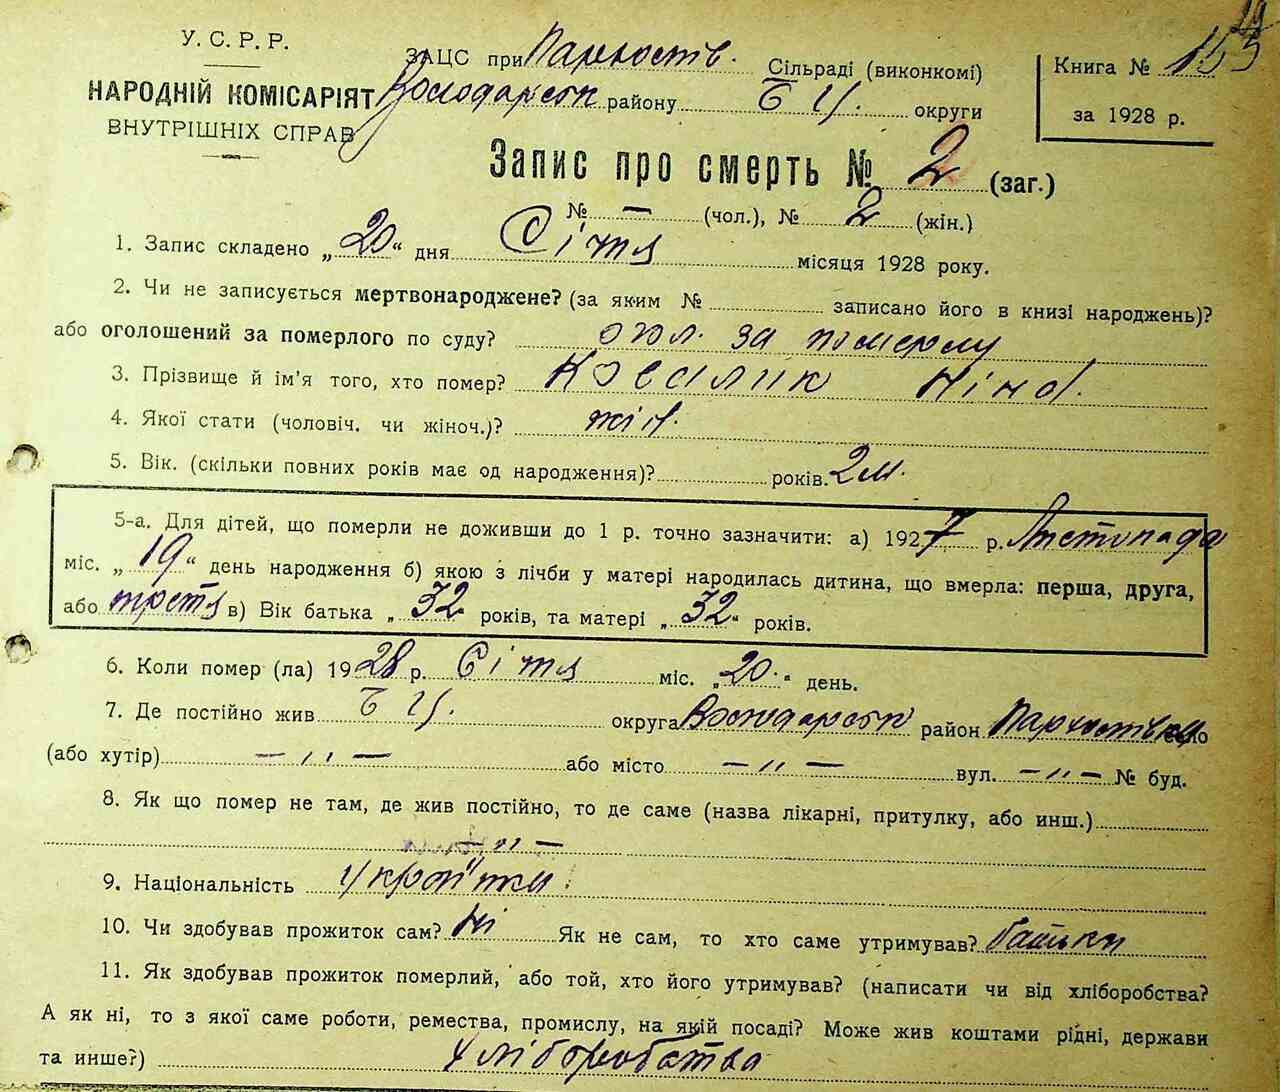 У. С. Р. Р.
НАРОДНІЙ КОМІСАРІЯТ
ВНУТРІШНІХ СПРАВ
ЗАЦС при Пархомів. Сільраді (виконкомі)
Володарськ району Б Ц. округи
Книга №
за 1928 р.
Запис про смерть № 2 (заг.)
№ — (чол.), № 2 (жін.)
1. Запис складено „20“ дня Січня місяця 1928 року.
2. Чи не записується мертвонароджене? (за яким № записано його в книзі народжень)?
або оголошений за померлого по суду? огол. за померлу
3. Прізвище й ім'я того, хто помер? Ковалик Ніна.
4. Якої стати (чоловіч. чи жіноч.)? жін.
5. Вік. (скільки повних років має од народження)? років. 2 м.
5-а. Для дітей, що померли не доживши до 1 р. точно зазначити: а) 1927 р. Листопада
міс. „19“ день народження б) якою з лічби у матері народилась дитина, що вмерла: перша, друга,
або третя в) Вік батька „32“ років, та матері „32“ років.
6. Коли помер (ла) 1928 р. Січня міс. „20“ день.
7. Де постійно жив Б Ц. округа Володарськ район Пархомівка село
(або хутір) — „ — або місто — „ — вул. — „ — № буд.
8. Як що помер не там, де жив постійно, то де саме (назва лікарні, притулку, або инш.)
— „ —
9. Національність Україїнка.
10. Чи здобував прожиток сам? Ні Як не сам, то хто саме утримував? батьки
11. Як здобував прожиток померлий, або той, хто його утримував? (написати чи від хліборобства?
А як ні, то з якої саме роботи, ремества, промислу, на якій посаді? Може жив коштами рідні, держави
та инше?) Хліборобства